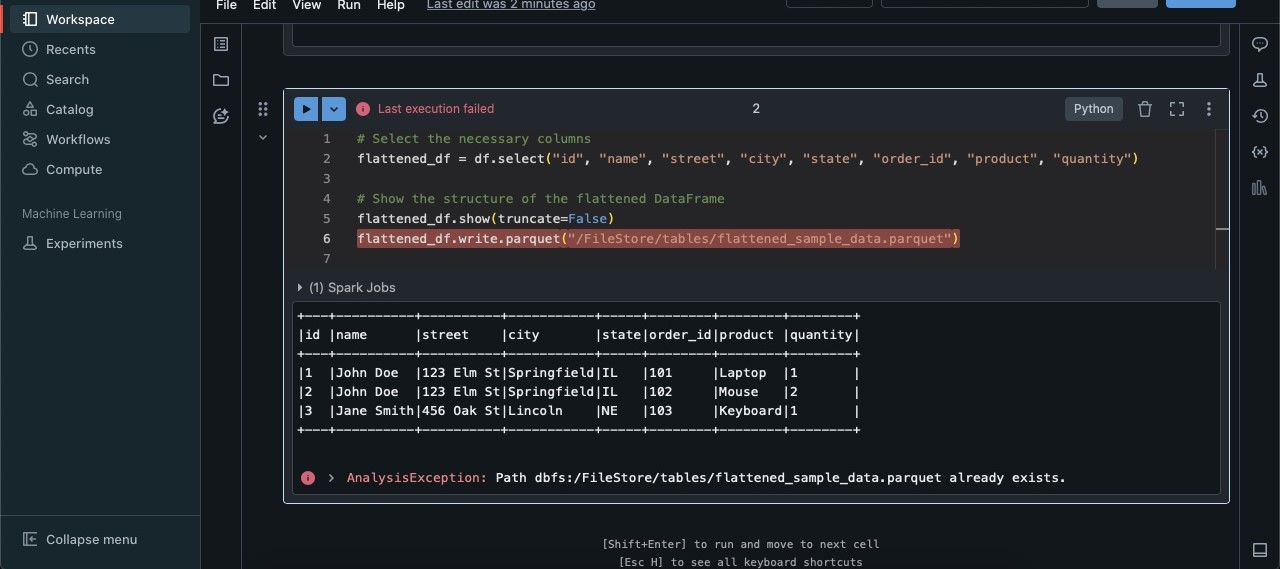 File Edit View Run Help Last edit was 2 minutes ago
Workspace
Recents
Search
Catalog
Workflows
Compute
Machine Learning
Experiments
Collapse menu
Last execution failed 2 Python
1 # Select the necessary columns
2 flattened_df = df.select("id", "name", "street", "city", "state", "order_id", "product", "quantity")
3
4 # Show the structure of the flattened DataFrame
5 flattened_df.show(truncate=False)
6 flattened_df.write.parquet("/FileStore/tables/flattened_sample_data.parquet")
7
(1) Spark Jobs
+---+----------+----------+-----------+-----+--------+--------+--------+
|id |name      |street    |city       |state|order_id|product |quantity|
+---+----------+----------+-----------+-----+--------+--------+--------+
|1  |John Doe  |123 Elm St|Springfield|IL   |101     |Laptop  |1       |
|2  |John Doe  |123 Elm St|Springfield|IL   |102     |Mouse   |2       |
|3  |Jane Smith|456 Oak St|Lincoln    |NE   |103     |Keyboard|1       |
+---+----------+----------+-----------+-----+--------+--------+--------+
AnalysisException: Path dbfs:/FileStore/tables/flattened_sample_data.parquet already exists.
[Shift+Enter] to run and move to next cell
[Esc H] to see all keyboard shortcuts